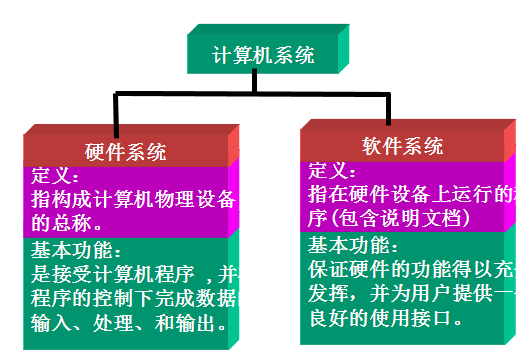 计算机系统
硬件系统
定义：
指构成计算机物理设备
的总称。
基本功能：
是接受计算机程序 ,并
程序的控制下完成数据
输入、处理、和输出。
软件系统
定义：
指在硬件设备上运行的
序(包含说明文档)
基本功能：
保证硬件的功能得以充
发挥，并为用户提供一
良好的使用接口。